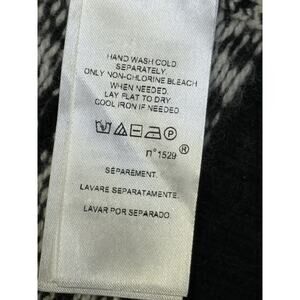 HAND WASH COLD
SEPARATELY.
ONLY NON-CHLORINE BLEACH
WHEN NEEDED.
LAY FLAT TO DRY.
COOL IRON IF NEEDED
P
n°1529 ®
SÉPARÉMENT.
LAVARE SEPARATAMENTE.
LAVAR POR SEPARADO.